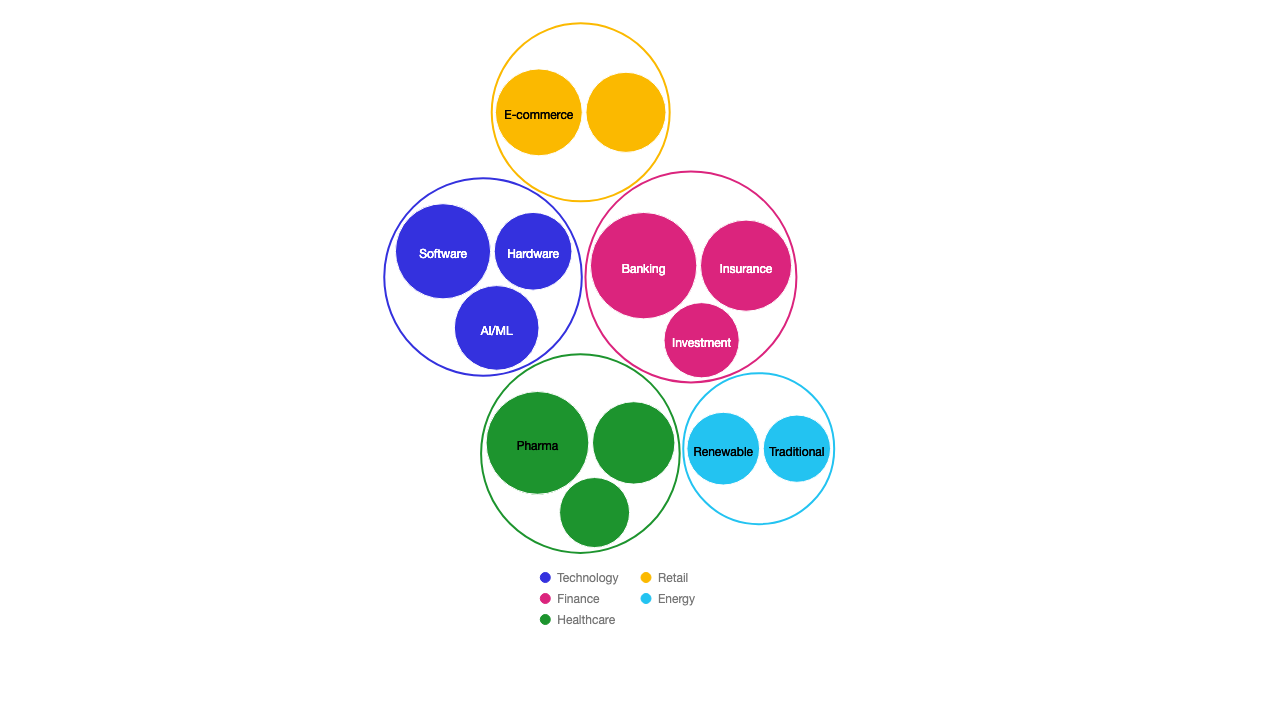 E-commerce
Software
Hardware
Banking
Insurance
AI/ML
Investment
Pharma
Renewable
Traditional
Technology
Retail
Finance
Energy
Healthcare